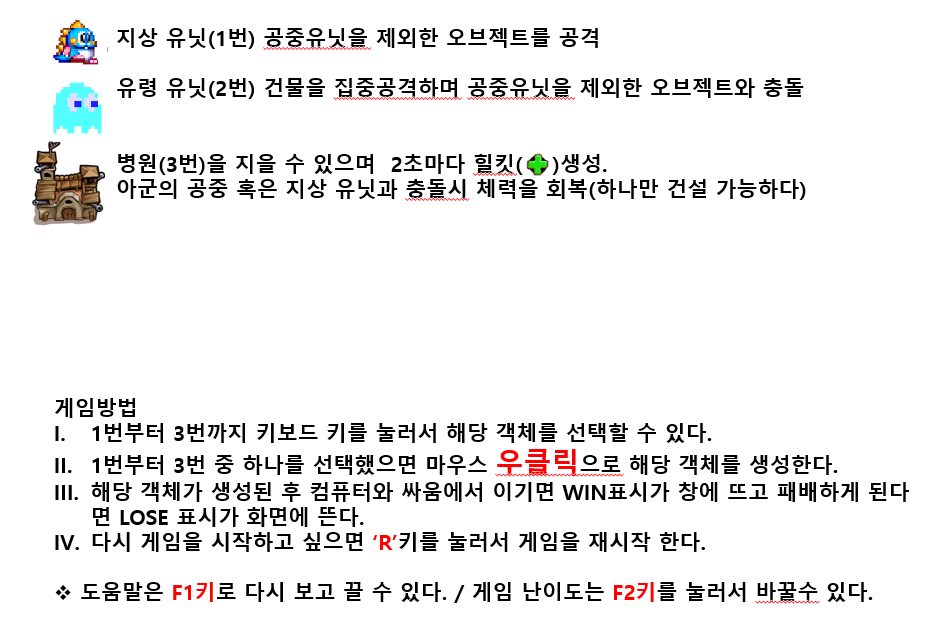 지상 유닛(1번) 공중유닛을 제외한 오브젝트를 공격
유령 유닛(2번) 건물을 집중공격하며 공중유닛을 제외한 오브젝트와 충돌
병원(3번)을 지을 수 있으며 2초마다 힐킷( )생성.
아군의 공중 혹은 지상 유닛과 충돌시 체력을 회복(하나만 건설 가능하다)
게임방법
I. 1번부터 3번까지 키보드 키를 눌러서 해당 객체를 선택할 수 있다.
II. 1번부터 3번 중 하나를 선택했으면 마우스 우클릭으로 해당 객체를 생성한다.
III. 해당 객체가 생성된 후 컴퓨터와 싸움에서 이기면 WIN표시가 창에 뜨고 패배하게 된다
면 LOSE 표시가 화면에 뜬다.
IV. 다시 게임을 시작하고 싶으면 ‘R’키를 눌러서 게임을 재시작 한다.
❖ 도움말은 F1키로 다시 보고 끌 수 있다. / 게임 난이도는 F2키를 눌러서 바꿀수 있다.